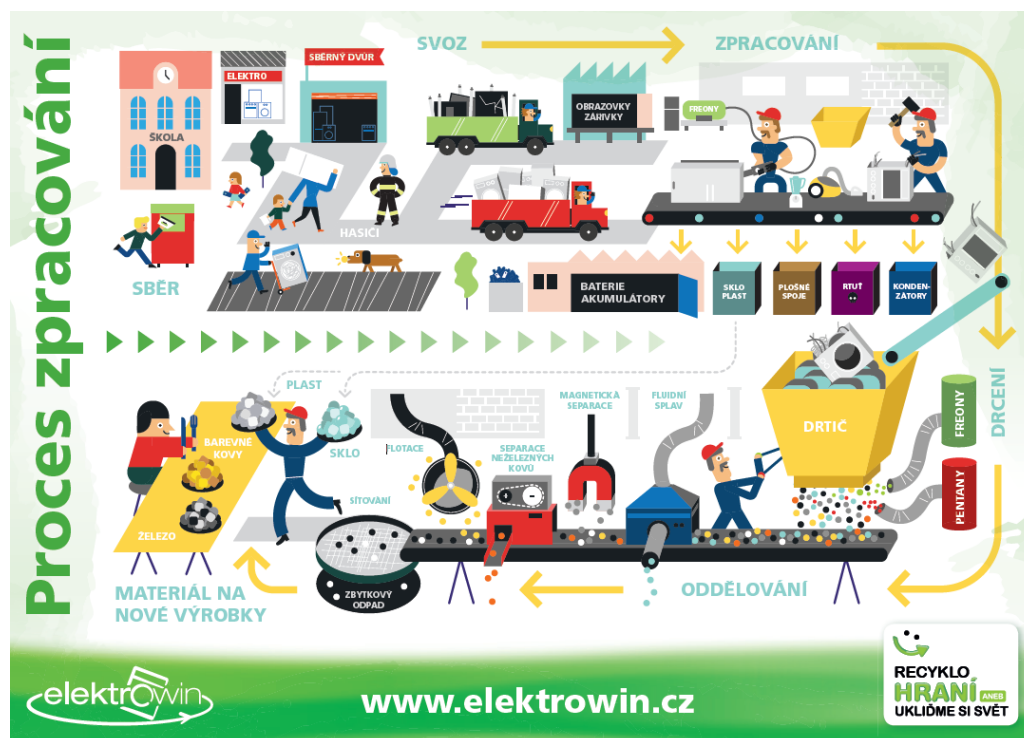 Proces zpracování
SVOZ
ZPRACOVÁNÍ
SBĚRNÝ DVŮR
ELEKTRO
ŠKOLA
OBRAZOVKY
ZÁŘIVKY
FREONY
HASIČI
SBĚR
BATERIE
AKUMULÁTORY
SKLO
PLAST
PLOŠNÉ
SPOJE
RTUŤ
KONDEN-
ZÁTORY
DRCENÍ
PLAST
BAREVNÉ
KOVY
SKLO
ŽELEZO
FLOTACE
SEPARACE
NEŽELEZNÝCH
KOVŮ
MAGNETICKÁ
SEPARACE
FLUIDNÍ
SPLAV
DRTIČ
FREONY
PENTANY
SÍTOVÁNÍ
ZBYTKOVÝ
ODPAD
ODDĚLOVÁNÍ
MATERIÁL NA
NOVÉ VÝROBKY
elektrowin
www.elektrowin.cz
RECYKLO
HRANÍ ANEB
UKLIĎME SI SVĚT